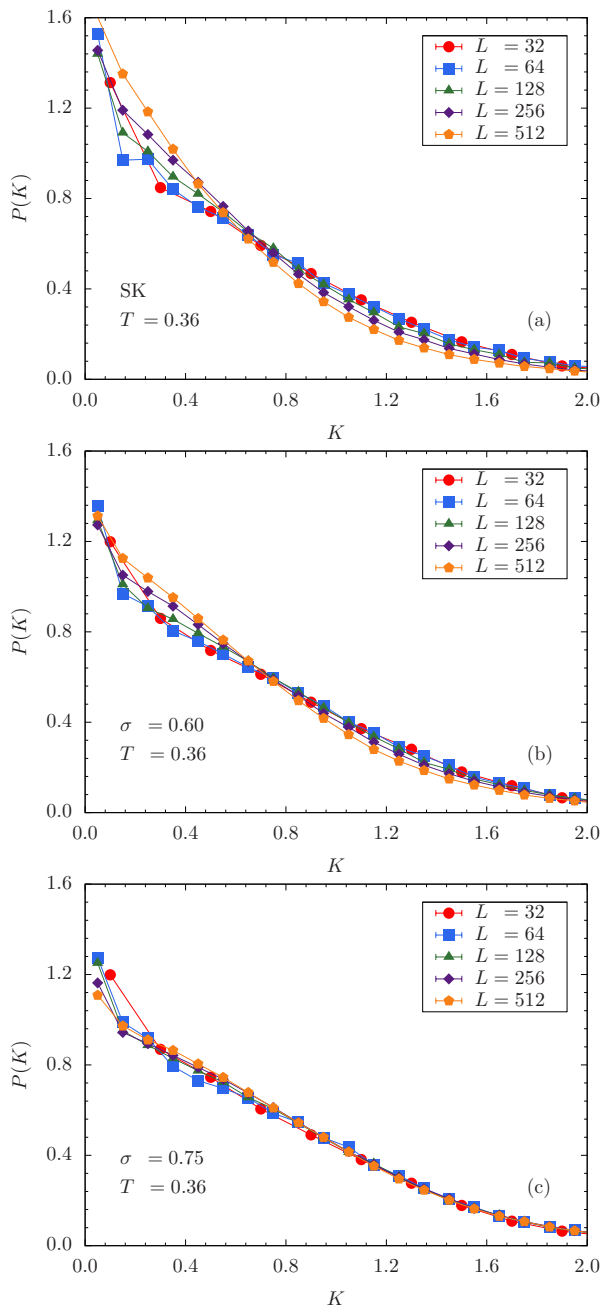 1.6
1.2
0.8
0.4
0.0
P(K)
L = 32
L = 64
L = 128
L = 256
L = 512
SK
T = 0.36
(a)
0.0 0.4 0.8 1.2 1.6 2.0
K
1.6
1.2
0.8
0.4
0.0
P(K)
L = 32
L = 64
L = 128
L = 256
L = 512
σ = 0.60
T = 0.36
(b)
0.0 0.4 0.8 1.2 1.6 2.0
K
1.6
1.2
0.8
0.4
0.0
P(K)
L = 32
L = 64
L = 128
L = 256
L = 512
σ = 0.75
T = 0.36
(c)
0.0 0.4 0.8 1.2 1.6 2.0
K